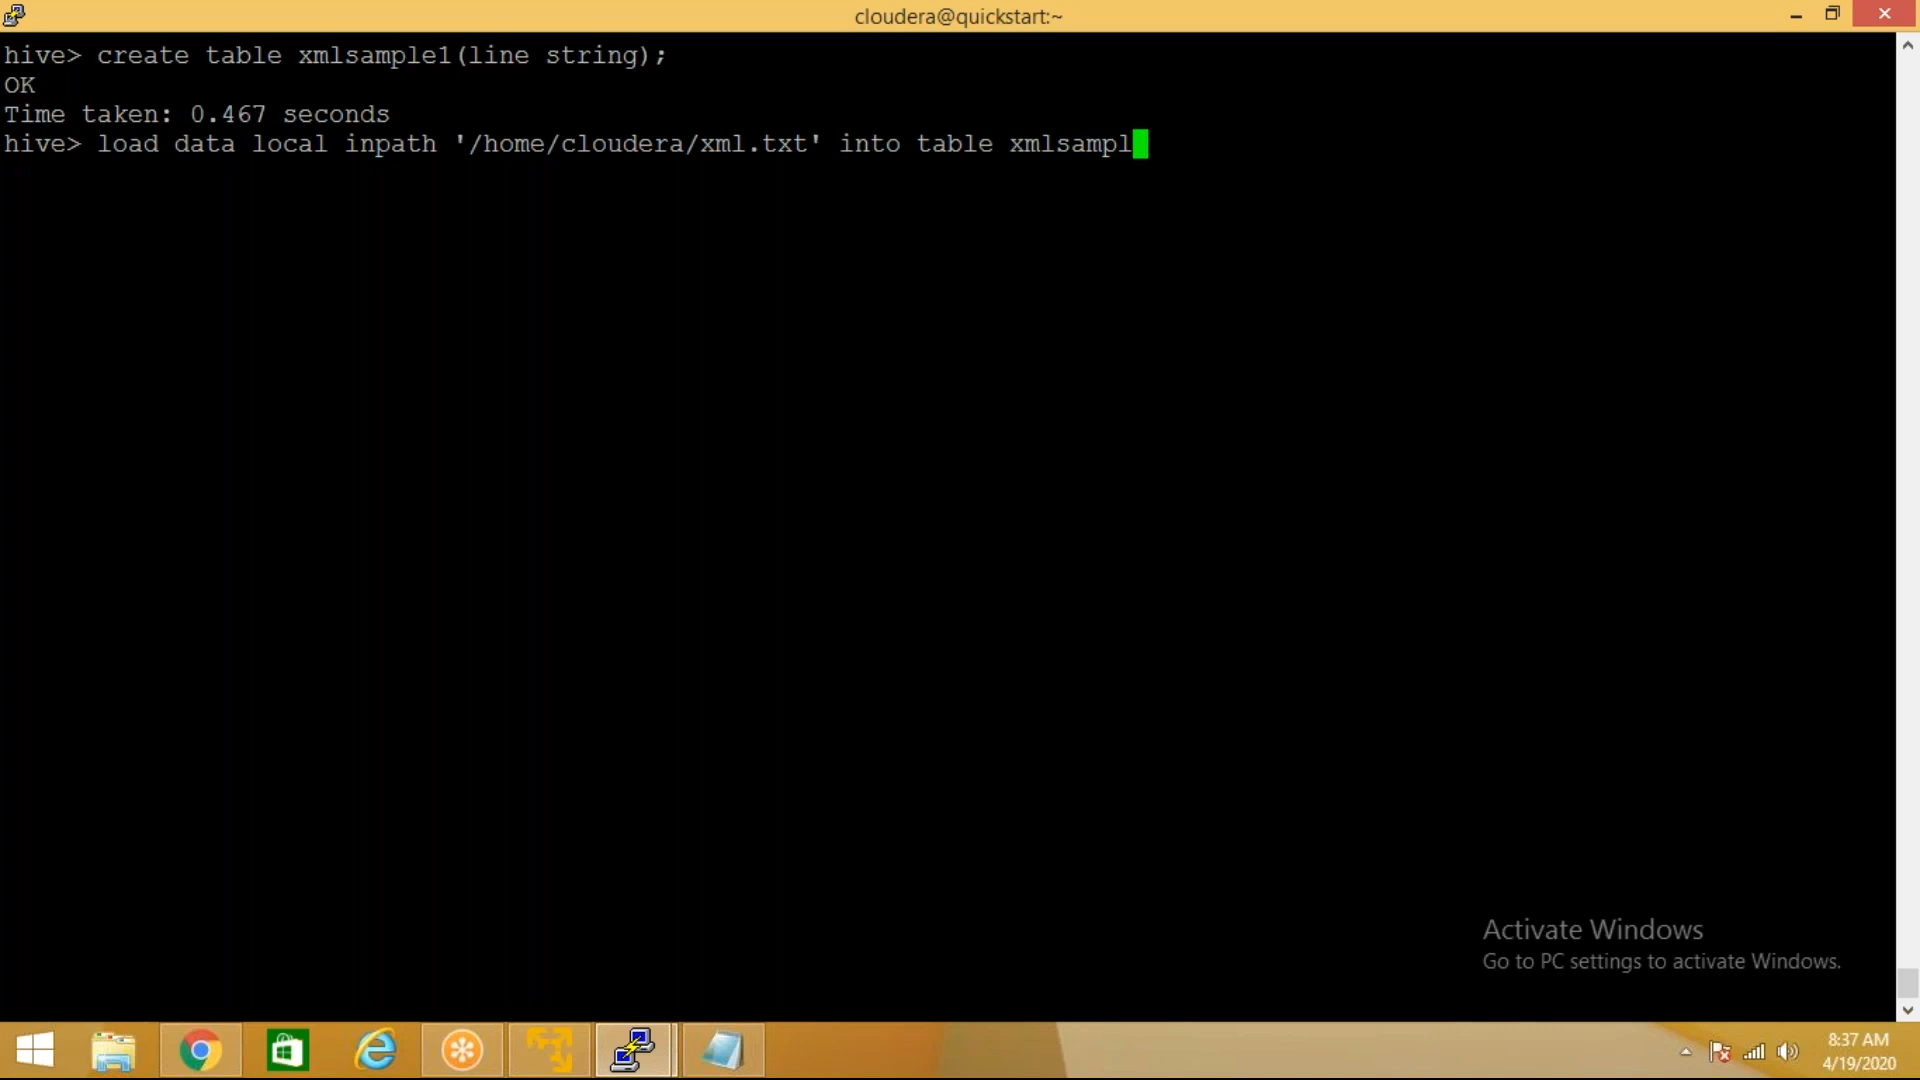 cloudera@quickstart:~
hive> create table xmlsample1(line string);
OK
Time taken: 0.467 seconds
hive> load data local inpath '/home/cloudera/xml.txt' into table xmlsampl
Activate Windows
Go to PC settings to activate Windows.
8:37 AM
4/19/2020